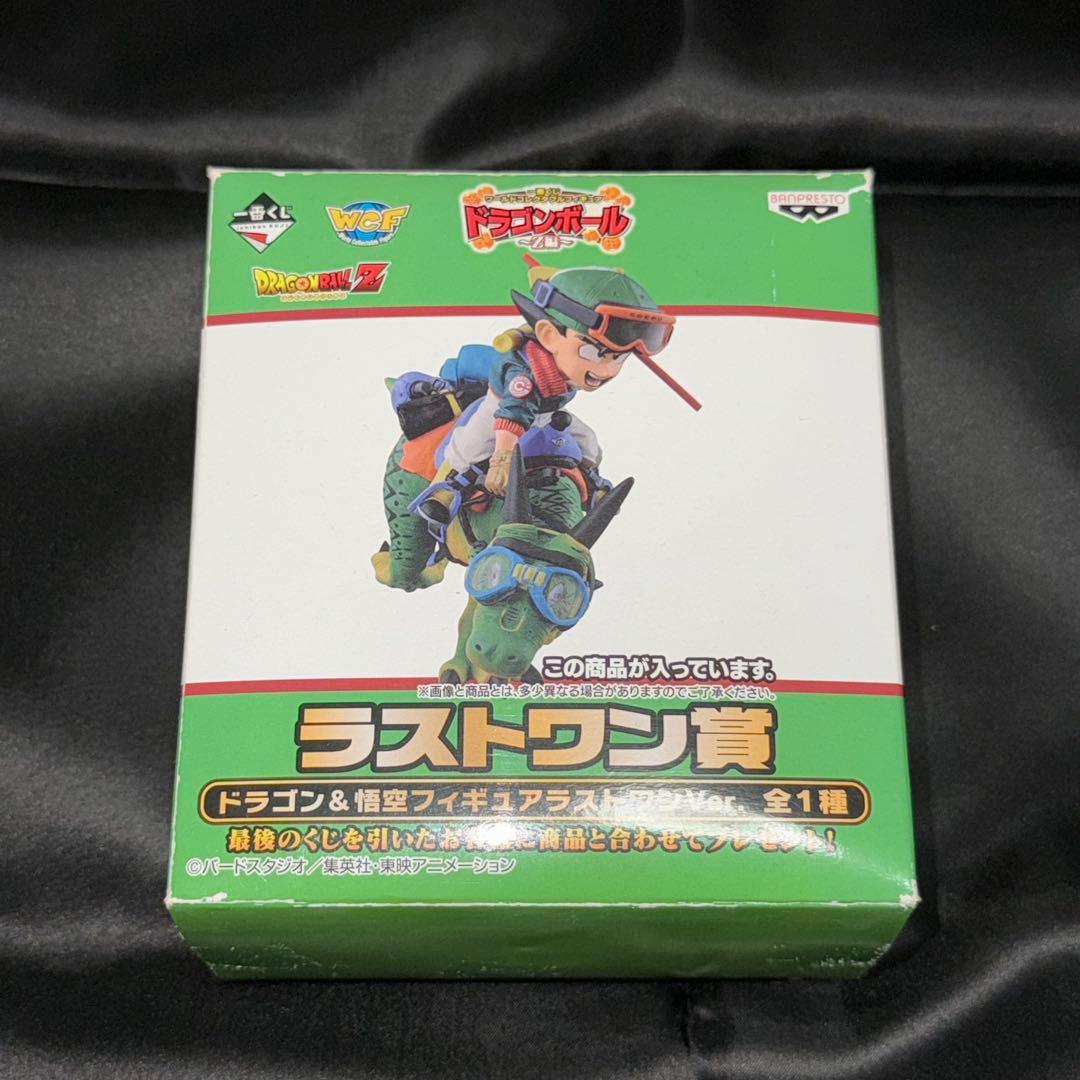 一番くじ
ICHIBAN KUJI
WCF
World Collectable Figure
一番くじ
ワールドコレクタブルフィギュア
ドラゴンボール
～Z編～
BANPRESTO
DRAGONBALL Z
GOKOU
C
この商品が入っています。
※画像と商品とは、多少異なる場合がありますのでご了承ください。
ラストワン賞
ドラゴン&悟空フィギュアラストワンVer. 全1種
最後のくじを引いたお客様に商品と合わせてプレゼント!
©バードスタジオ/集英社・東映アニメーション